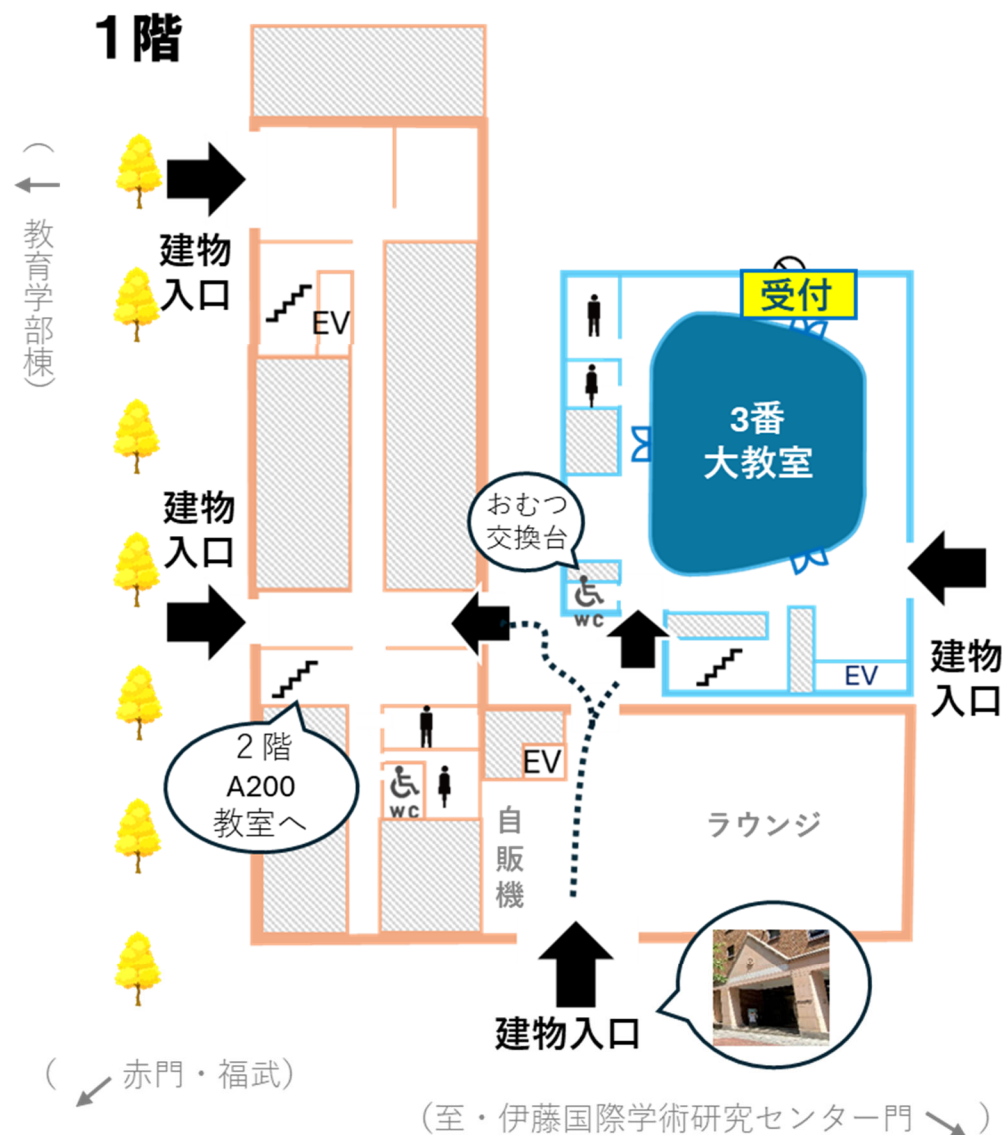 1階
（
←
教育学部棟）
建物
入口
EV
受付
3番
大教室
建物
入口
おむつ
交換台
WC
建物
入口
EV
２階
A200
教室へ
WC
EV
自
販
機
ラウンジ
建物入口
（ ↙ 赤門・福武）
（至・伊藤国際学術研究センター門 ↘ ）